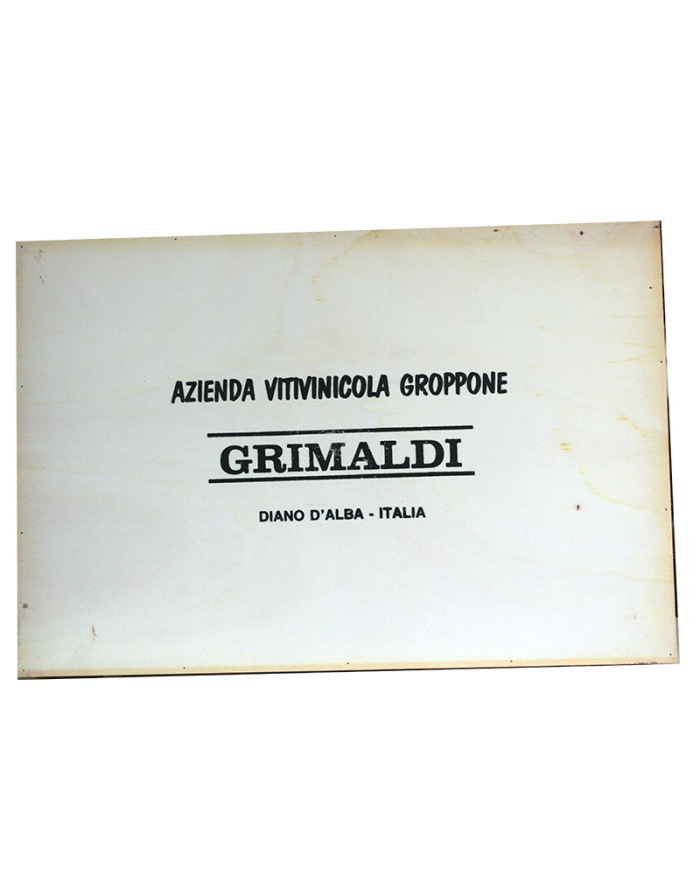 AZIENDA VITIVINICOLA GROPPONE
GRIMALDI
DIANO D'ALBA - ITALIA